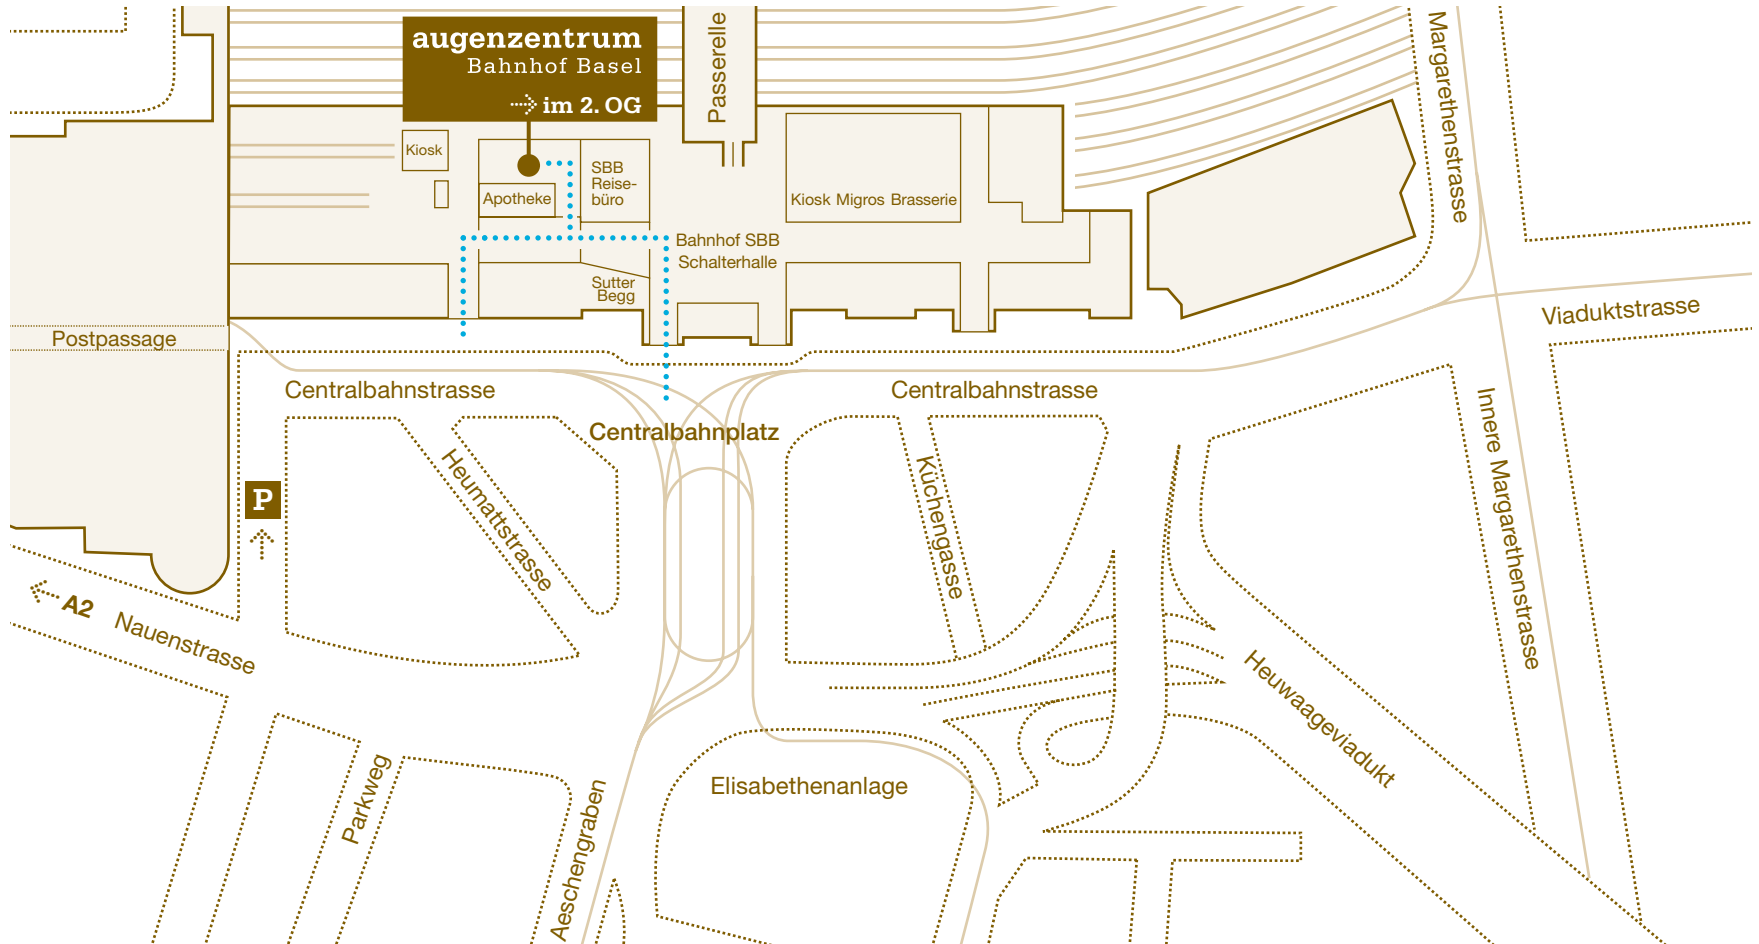 augenzentrum
Bahnhof Basel
im 2. OG
Passerelle
Margarethenstrasse
Kiosk
SBB
Reise-
büro
Apotheke
Kiosk Migros Brasserie
Bahnhof SBB
Schalterhalle
Sutter
Begg
Postpassage
Viaduktstrasse
Centralbahnstrasse
Centralbahnstrasse
Centralbahnplatz
Heumattstrasse
Küchengasse
Innere Margarethenstrasse
P
A2 Nauenstrasse
Heuwaageviadukt
Parkweg
Elisabethenanlage
Aeschengraben